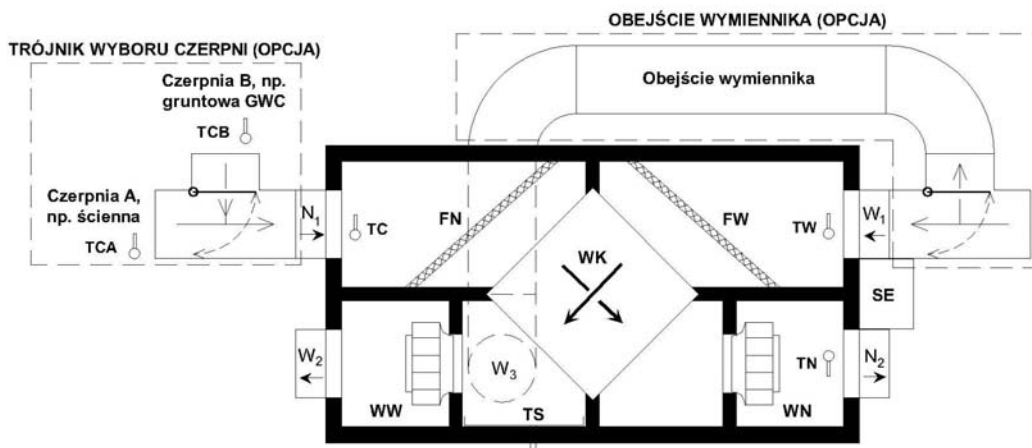 OBEJŚCIE WYMIENNIKA (OPCJA)
TRÓJNIK WYBORU CZERPNI (OPCJA)
Czerpnia B, np.
gruntowa GWC
TCB
Obejście wymiennika
Czerpnia A,
np. ścienna
TCA
N1
TC
FN
WK
FW
TW
W1
SE
W2
WW
W3
TS
WN
TN
N2